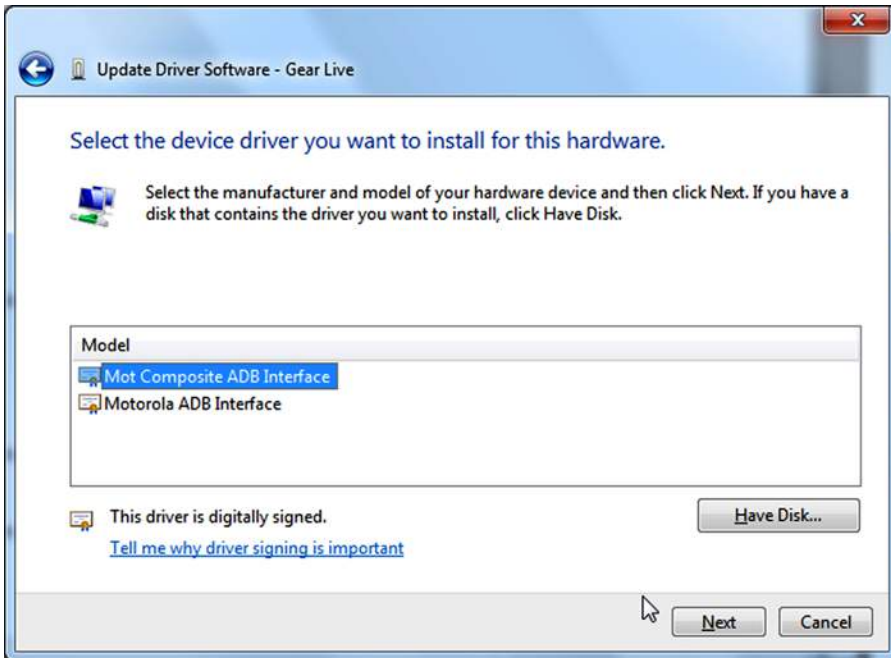 Update Driver Software - Gear Live
Select the device driver you want to install for this hardware.
Select the manufacturer and model of your hardware device and then click Next. If you have a
disk that contains the driver you want to install, click Have Disk.
Model
Mot Composite ADB Interface
Motorola ADB Interface
This driver is digitally signed.
Have Disk...
Tell me why driver signing is important
Next
Cancel